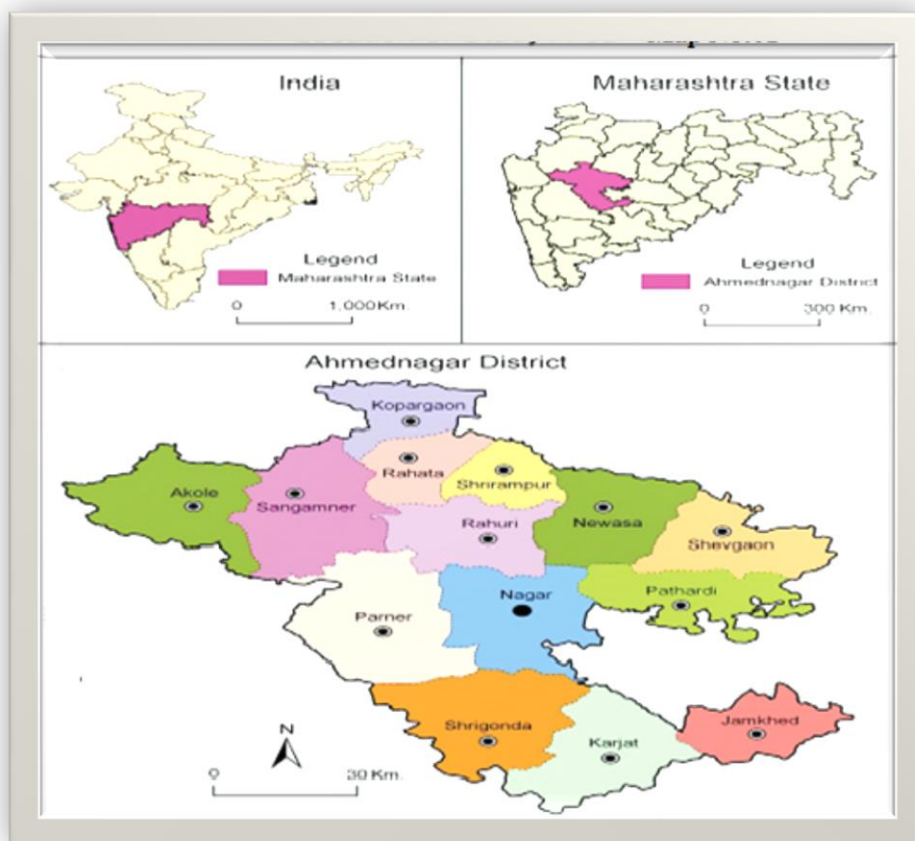 India
Legend
Maharashtra State
0 1,000Km.
Maharashtra State
Legend
Ahmednagar District
0 300 Km.
Ahmednagar District
Kopargaon
Rahata
Shrirampur
Akole
Sangamner
Rahuri
Newasa
Shevgaon
Nagar
Pathardi
Parner
Shrigonda
Karjat
Jamkhed
N
0 30 Km.